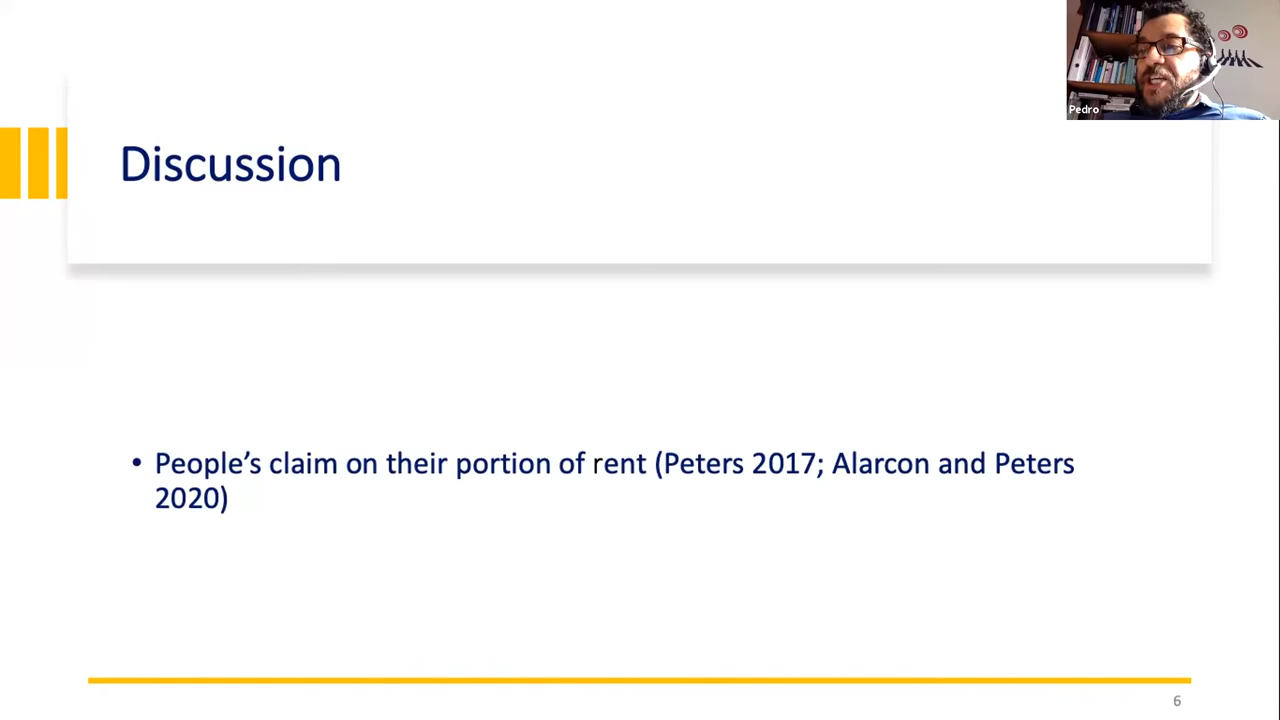 Pedro
Discussion
• People’s claim on their portion of rent (Peters 2017; Alarcon and Peters
2020)
6